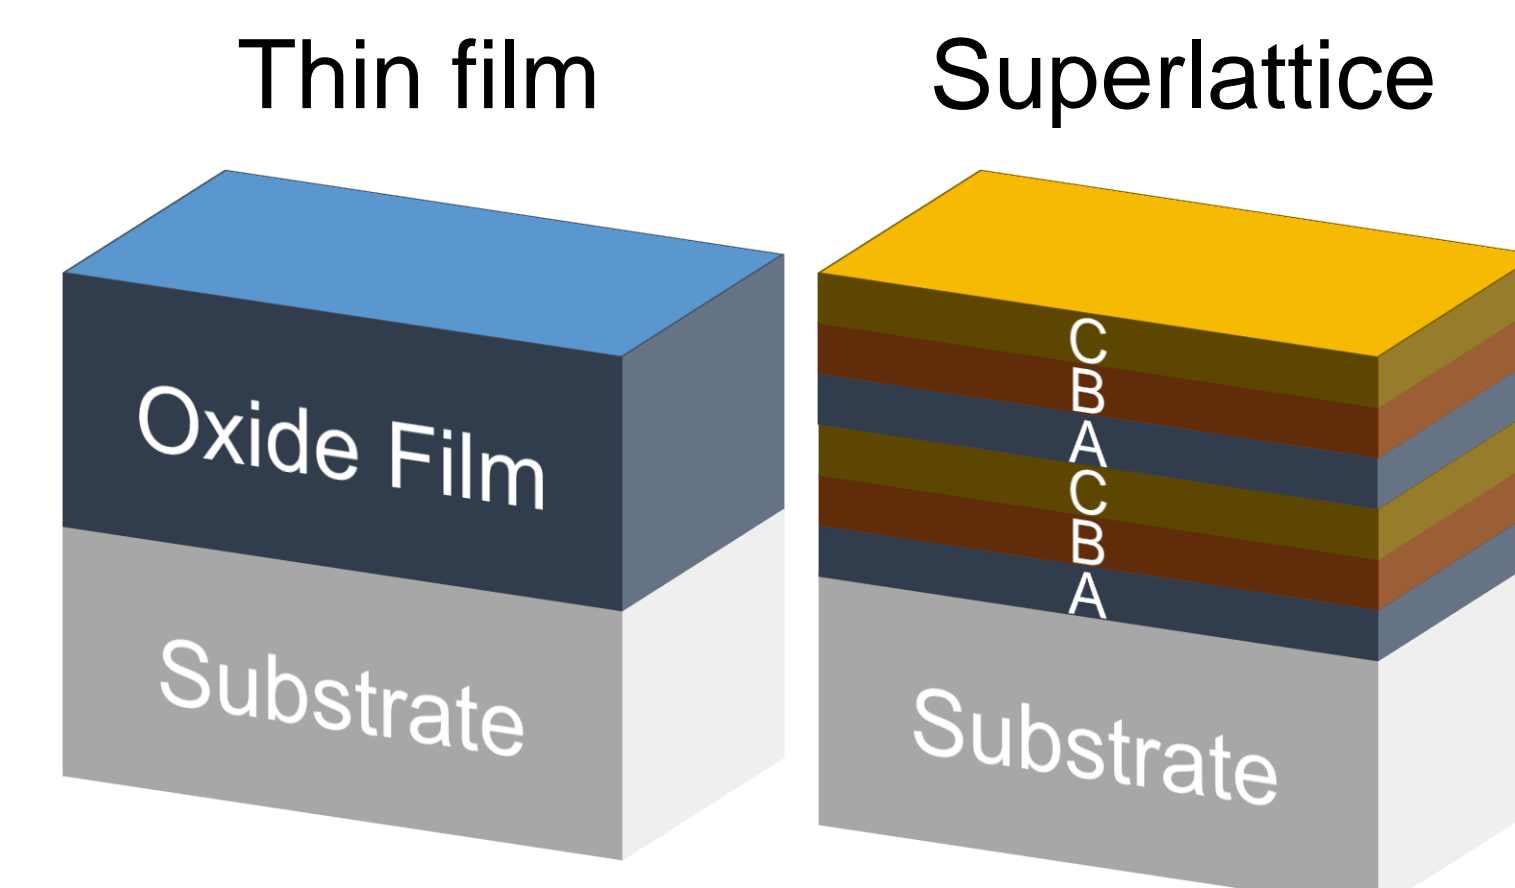 Thin film
Superlattice
Oxide Film
Substrate
C
B
A
C
B
A
Substrate